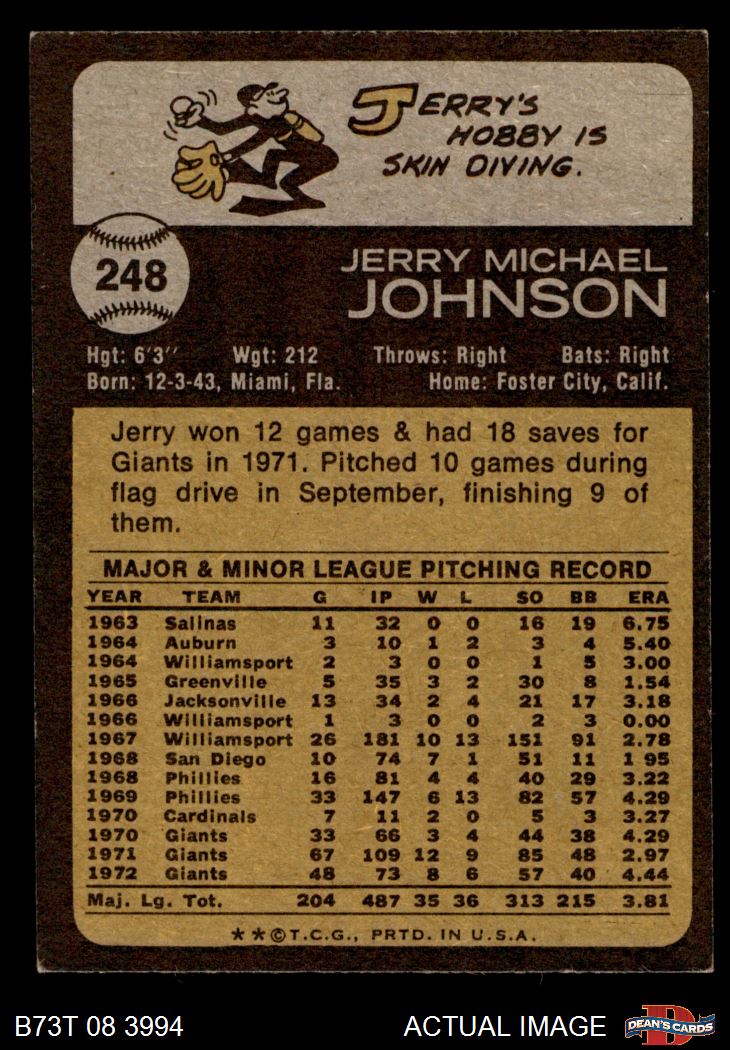 JERRY'S
HOBBY IS
SKIN DIVING.
248
JERRY MICHAEL
JOHNSON
Hgt: 6'3" Wgt: 212 Throws: Right Bats: Right
Born: 12-3-43, Miami, Fla. Home: Foster City, Calif.
Jerry won 12 games & had 18 saves for
Giants in 1971. Pitched 10 games during
flag drive in September, finishing 9 of
them.
MAJOR & MINOR LEAGUE PITCHING RECORD
YEAR TEAM G IP W L SO BB ERA
1963 Salinas 11 32 0 0 16 19 6.75
1964 Auburn 3 10 1 2 3 4 5.40
1964 Williamsport 2 3 0 0 1 5 3.00
1965 Greenville 5 35 3 2 30 8 1.54
1966 Jacksonville 13 34 2 4 21 17 3.18
1966 Williamsport 1 3 0 0 2 3 0.00
1967 Williamsport 26 181 10 13 151 91 2.78
1968 San Diego 10 74 7 1 51 11 1 95
1968 Phillies 16 81 4 4 40 29 3.22
1969 Phillies 33 147 6 13 82 57 4.29
1970 Cardinals 7 11 2 0 5 3 3.27
1970 Giants 33 66 3 4 44 38 4.29
1971 Giants 67 109 12 9 85 48 2.97
1972 Giants 48 73 8 6 57 40 4.44
Maj. Lg. Tot. 204 487 35 36 313 215 3.81
★★©T.C.G., PRTD. IN U.S.A.
B73T 08 3994 ACTUAL IMAGE D DEAN'S CARDS